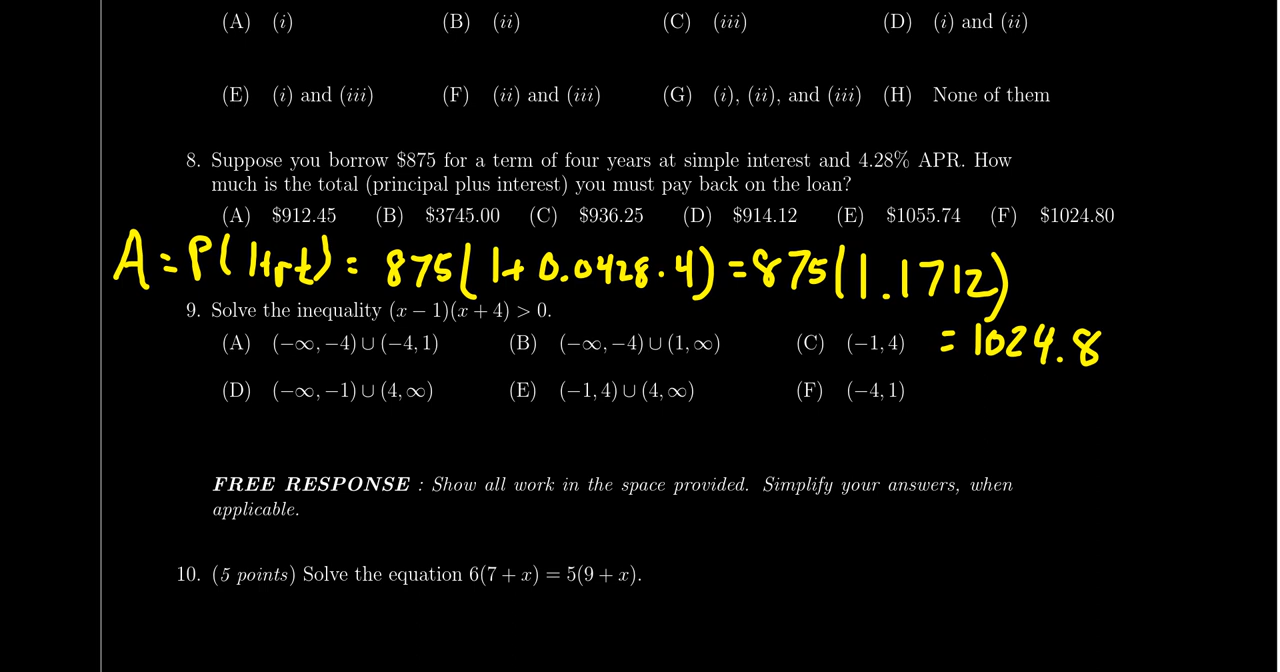 (A) (i) (B) (ii) (C) (iii) (D) (i) and (ii)
(E) (i) and (iii) (F) (ii) and (iii) (G) (i), (ii), and (iii) (H) None of them
8. Suppose you borrow $875 for a term of four years at simple interest and 4.28% APR. How
much is the total (principal plus interest) you must pay back on the loan?
(A) $912.45 (B) $3745.00 (C) $936.25 (D) $914.12 (E) $1055.74 (F) $1024.80
A = P(1+rt) = 875(1+0.0428·4) = 875(1.1712)
9. Solve the inequality (x − 1)(x + 4) > 0.
(A) (−∞, −4) ∪ (−4, 1) (B) (−∞, −4) ∪ (1, ∞) (C) (−1, 4)
= 1024.8
(D) (−∞, −1) ∪ (4, ∞) (E) (−1, 4) ∪ (4, ∞) (F) (−4, 1)
FREE RESPONSE : Show all work in the space provided. Simplify your answers, when
applicable.
10. (5 points) Solve the equation 6(7 + x) = 5(9 + x).